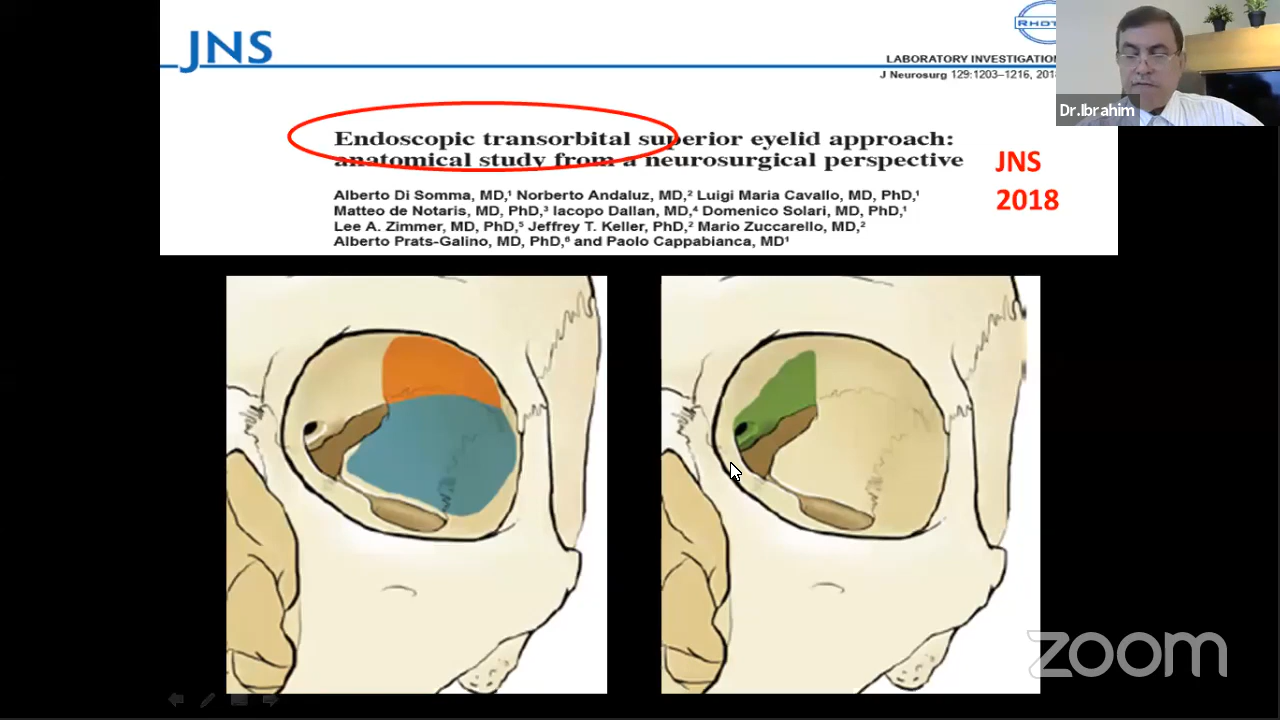 JNS
RHOT
LABORATORY INVESTIGATION
J Neurosurg 129:1203–1216, 201
Dr.Ibrahim
Endoscopic transorbital superior eyelid approach:
anatomical study from a neurosurgical perspective
JNS
2018
Alberto Di Somma, MD,¹ Norberto Andaluz, MD,² Luigi Maria Cavallo, MD, PhD,¹
Matteo de Notaris, MD, PhD,³ Iacopo Dallan, MD,⁴ Domenico Solari, MD, PhD,¹
Lee A. Zimmer, MD, PhD,⁵ Jeffrey T. Keller, PhD,² Mario Zuccarello, MD,²
Alberto Prats-Galino, MD, PhD,⁶ and Paolo Cappabianca, MD¹
zoom